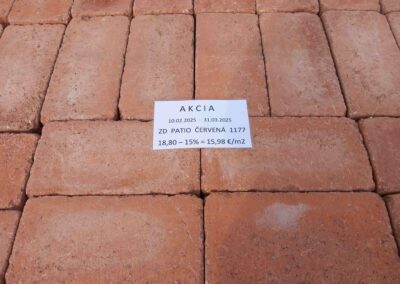 AKCIA
10.02.2025 - 31.03.2025
ZD PATIO ČERVENÁ 1177
18,80 – 15% = 15,98 €/m2